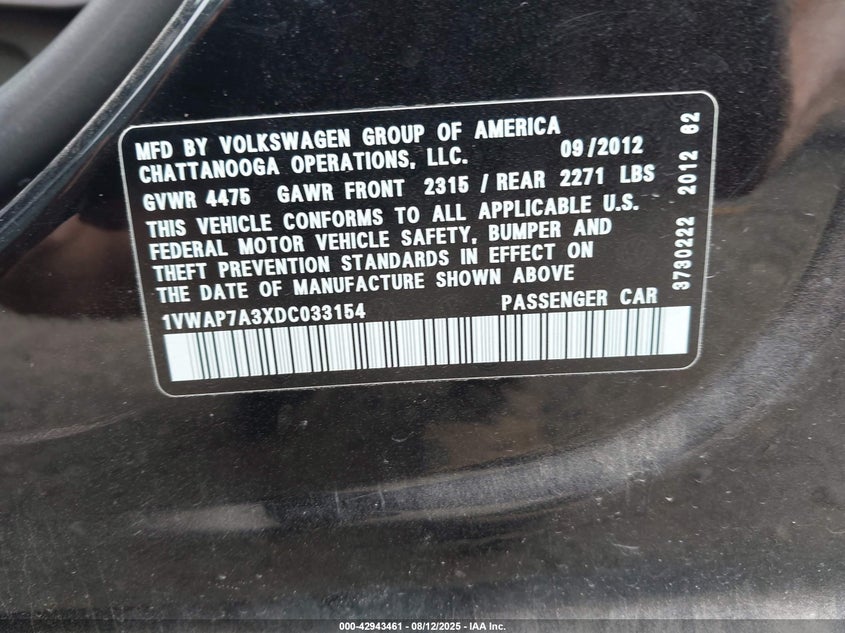 MFD BY VOLKSWAGEN GROUP OF AMERICA
CHATTANOOGA OPERATIONS, LLC. 09/2012
GVWR 4475 GAWR FRONT 2315 / REAR 2271 LBS
THIS VEHICLE CONFORMS TO ALL APPLICABLE U.S.
FEDERAL MOTOR VEHICLE SAFETY, BUMPER AND
THEFT PREVENTION STANDARDS IN EFFECT ON
THE DATE OF MANUFACTURE SHOWN ABOVE
1VWAP7A3XDC033154 PASSENGER CAR
3730222 2012 62
000-42943461 - 08/12/2025 - IAA Inc.